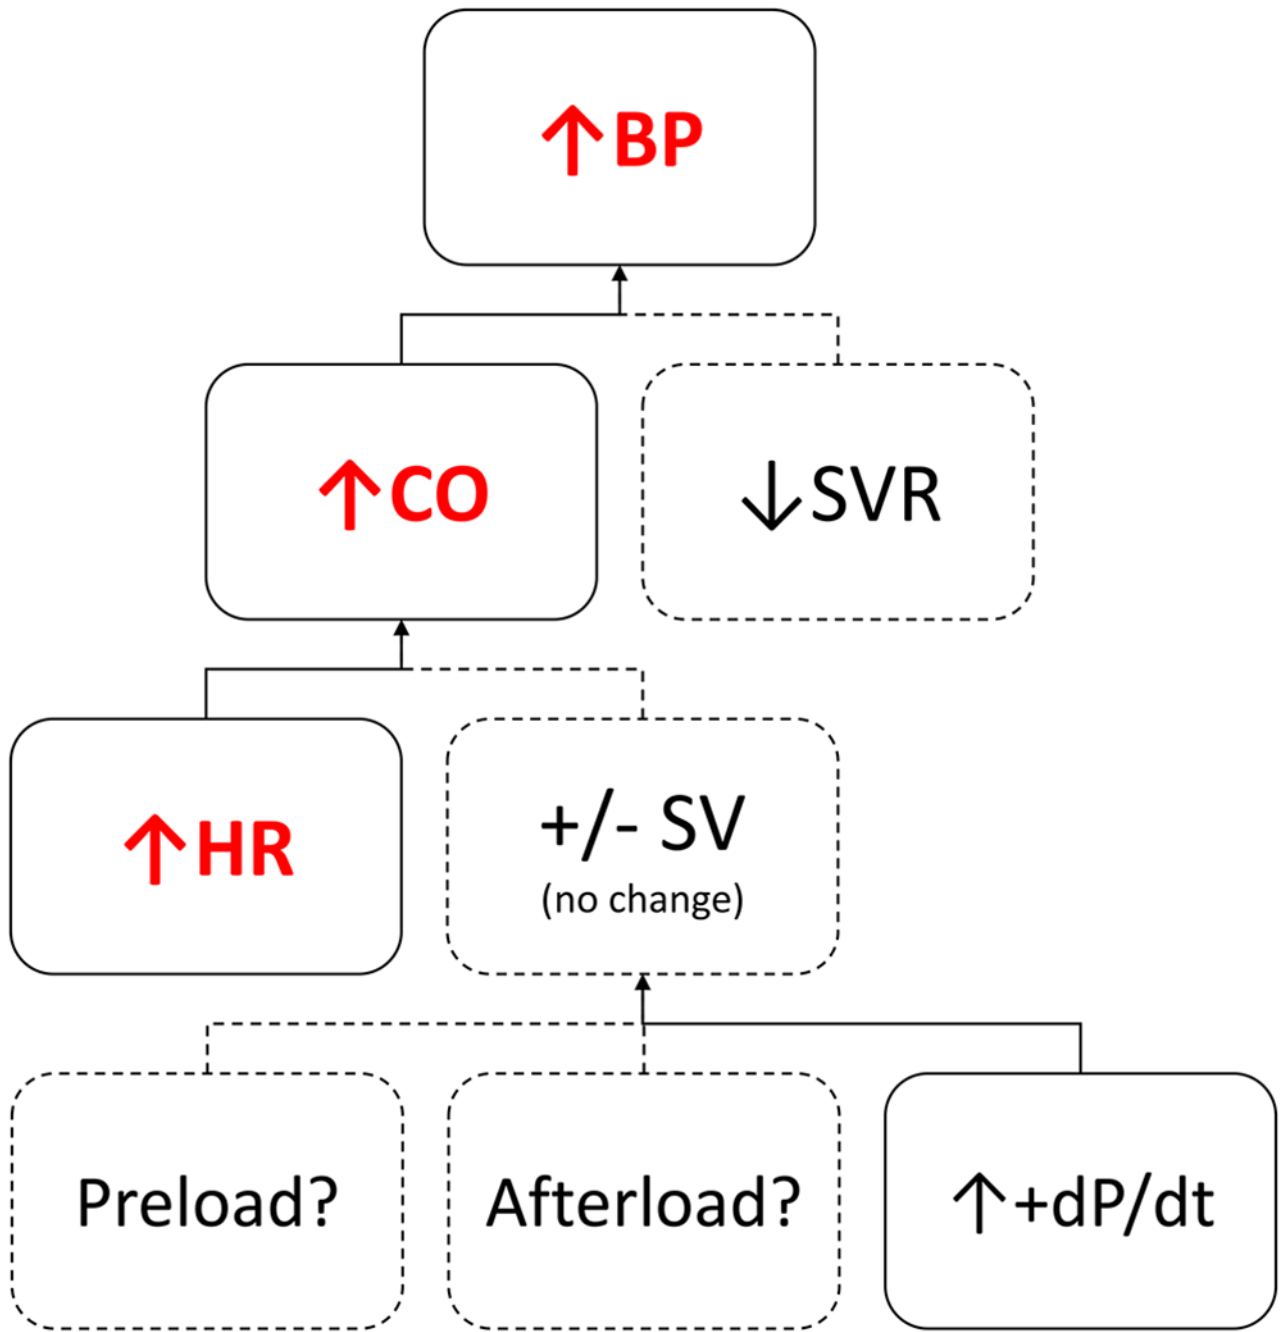 ↑BP
↑CO
↓SVR
↑HR
+/- SV
(no change)
Preload?
Afterload?
↑+dP/dt